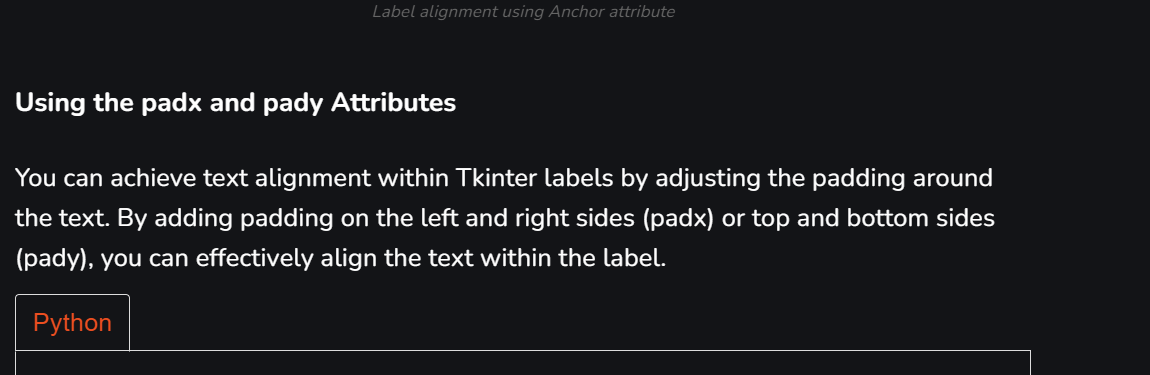 Label alignment using Anchor attribute
Using the padx and pady Attributes
You can achieve text alignment within Tkinter labels by adjusting the padding around
the text. By adding padding on the left and right sides (padx) or top and bottom sides
(pady), you can effectively align the text within the label.
Python